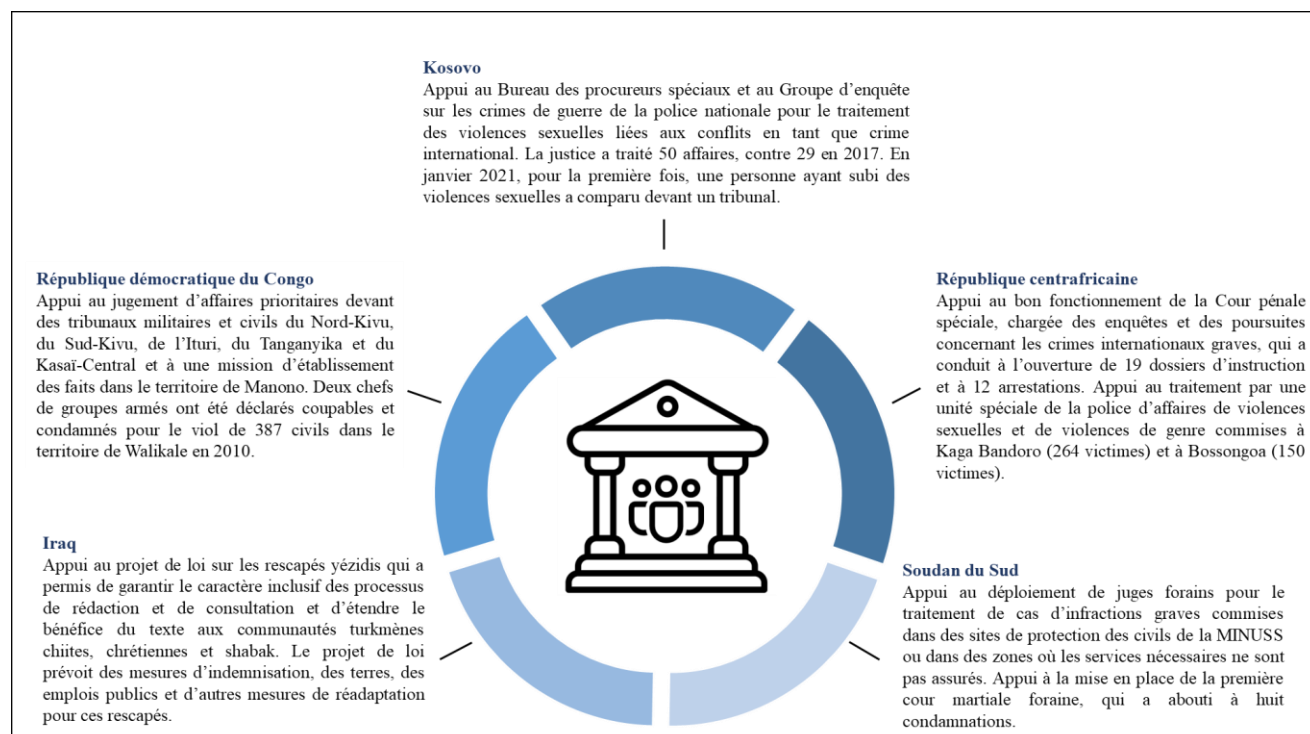 Kosovo
Appui au Bureau des procureurs spéciaux et au Groupe d'enquête
sur les crimes de guerre de la police nationale pour le traitement
des violences sexuelles liées aux conflits en tant que crime
international. La justice a traité 50 affaires, contre 29 en 2017. En
janvier 2021, pour la première fois, une personne ayant subi des
violences sexuelles a comparu devant un tribunal.
République démocratique du Congo
Appui au jugement d'affaires prioritaires devant
des tribunaux militaires et civils du Nord-Kivu,
du Sud-Kivu, de l'Ituri, du Tanganyika et du
Kasaï-Central et à une mission d'établissement
des faits dans le territoire de Manono. Deux chefs
de groupes armés ont été déclarés coupables et
condamnés pour le viol de 387 civils dans le
territoire de Walikale en 2010.
République centrafricaine
Appui au bon fonctionnement de la Cour pénale
spéciale, chargée des enquêtes et des poursuites
concernant les crimes internationaux graves, qui a
conduit à l'ouverture de 19 dossiers d'instruction
et à 12 arrestations. Appui au traitement par une
unité spéciale de la police d'affaires de violences
sexuelles et de violences de genre commises à
Kaga Bandoro (264 victimes) et à Bossongoa (150
victimes).
Iraq
Appui au projet de loi sur les rescapés yézidis qui a
permis de garantir le caractère inclusif des processus
de rédaction et de consultation et d'étendre le
bénéfice du texte aux communautés turkmènes
chiites, chrétiennes et shabak. Le projet de loi
prévoit des mesures d'indemnisation, des terres, des
emplois publics et d'autres mesures de réadaptation
pour ces rescapés.
Soudan du Sud
Appui au déploiement de juges forains pour le
traitement de cas d'infractions graves commises
dans des sites de protection des civils de la MINUSS
ou dans des zones où les services nécessaires ne sont
pas assurés. Appui à la mise en place de la première
cour martiale foraine, qui a abouti à huit
condamnations.